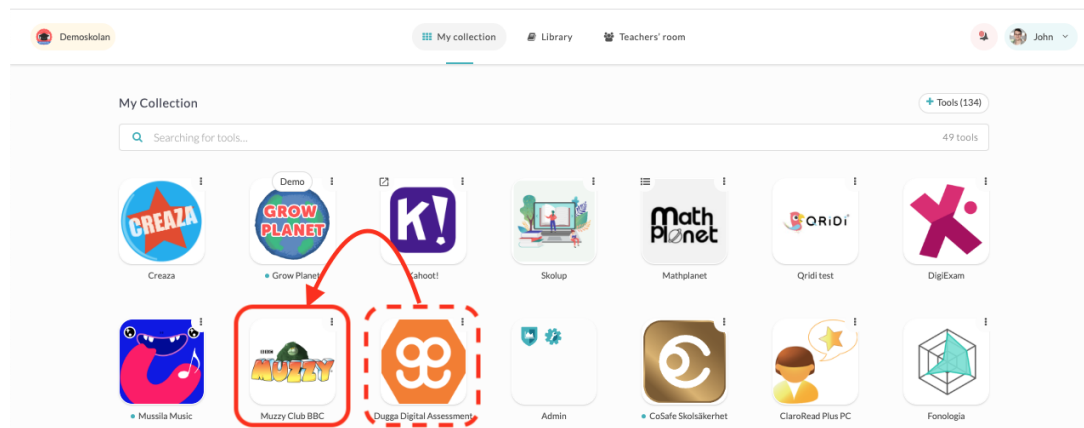 Demoskolan
My collection
Library
Teachers' room
John
My Collection
+ Tools (134)
Searching for tools...
49 tools
CREAZA
Demo
GROW
PLANET
K!
Math
Planet
QRIDi
Creaza
Grow Planet
Kahoot!
Skolup
Mathplanet
Qridi test
DigiExam
MUZZY
Mussila Music
Muzzy Club BBC
Dugga Digital Assessment
Admin
CoSafe Skolsäkerhet
ClaroRead Plus PC
Fonologia